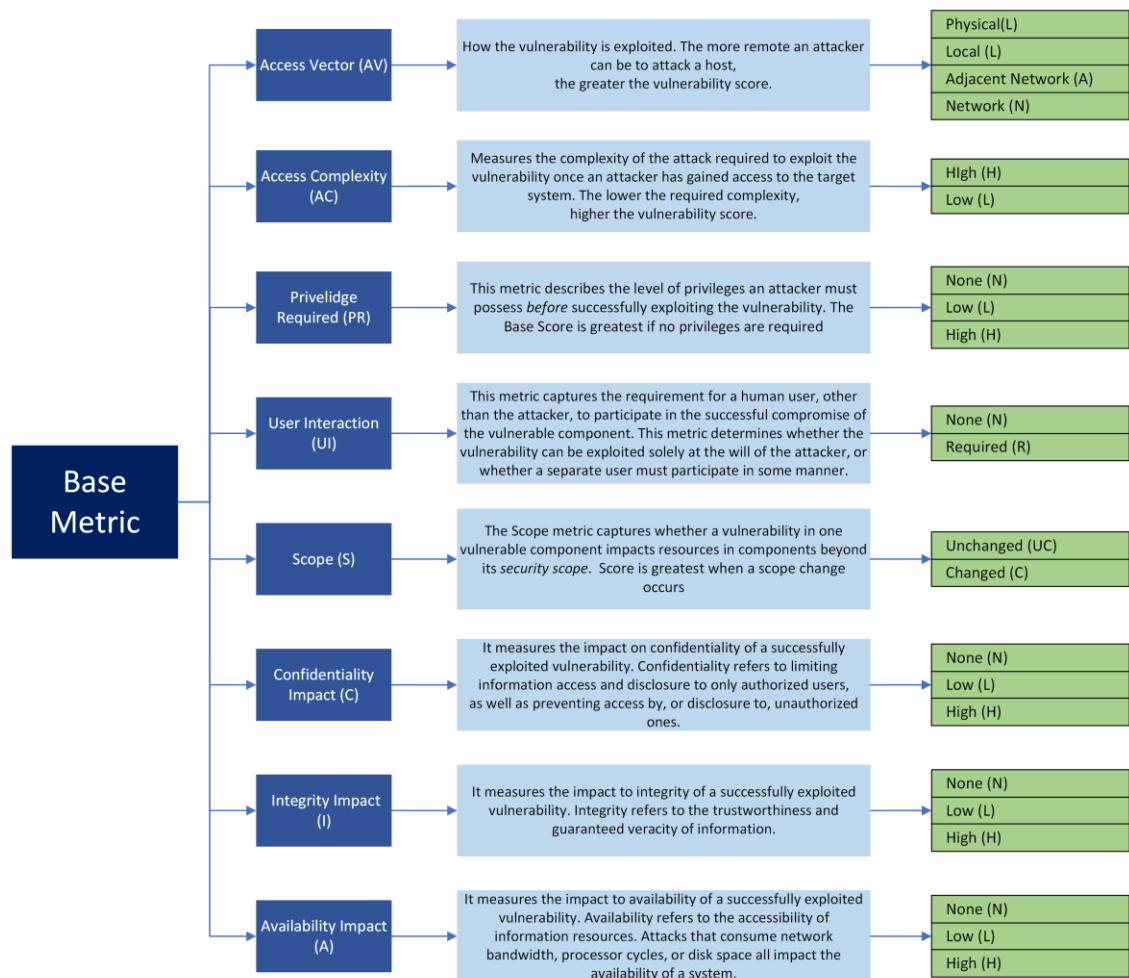 Base
Metric
Access Vector (AV)
How the vulnerability is exploited. The more remote an attacker
can be to attack a host,
the greater the vulnerability score.
Physical(L)
Local (L)
Adjacent Network (A)
Network (N)
Access Complexity
(AC)
Measures the complexity of the attack required to exploit the
vulnerability once an attacker has gained access to the target
system. The lower the required complexity,
higher the vulnerability score.
HIgh (H)
Low (L)
Privelidge
Required (PR)
This metric describes the level of privileges an attacker must
possess before successfully exploiting the vulnerability. The
Base Score is greatest if no privileges are required
None (N)
Low (L)
High (H)
User Interaction
(UI)
This metric captures the requirement for a human user, other
than the attacker, to participate in the successful compromise of
the vulnerable component. This metric determines whether the
vulnerability can be exploited solely at the will of the attacker, or
whether a separate user must participate in some manner.
None (N)
Required (R)
Scope (S)
The Scope metric captures whether a vulnerability in one
vulnerable component impacts resources in components beyond
its security scope. Score is greatest when a scope change
occurs
Unchanged (UC)
Changed (C)
Confidentiality
Impact (C)
It measures the impact on confidentiality of a successfully
exploited vulnerability. Confidentiality refers to limiting
information access and disclosure to only authorized users,
as well as preventing access by, or disclosure to, unauthorized
ones.
None (N)
Low (L)
High (H)
Integrity Impact
(I)
It measures the impact to integrity of a successfully exploited
vulnerability. Integrity refers to the trustworthiness and
guaranteed veracity of information.
None (N)
Low (L)
High (H)
Availability Impact
(A)
It measures the impact to availability of a successfully exploited
vulnerability. Availability refers to the accessibility of
information resources. Attacks that consume network
bandwidth, processor cycles, or disk space all impact the
availability of a system.
None (N)
Low (L)
High (H)